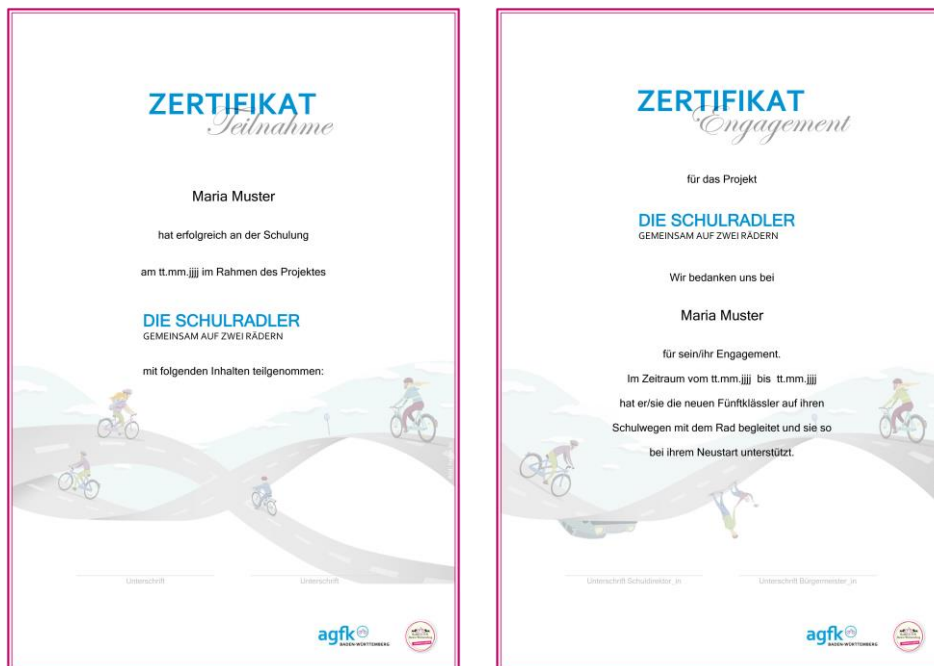 ZERTIFIKAT
Teilnahme
Maria Muster
hat erfolgreich an der Schulung
am tt.mm.jjjj im Rahmen des Projektes
DIE SCHULRADLER
GEMEINSAM AUF ZWEI RÄDERN
mit folgenden Inhalten teilgenommen:
Unterschrift
Unterschrift
agfk
BADEN-WÜRTTEMBERG
ZERTIFIKAT
Engagement
für das Projekt
DIE SCHULRADLER
GEMEINSAM AUF ZWEI RÄDERN
Wir bedanken uns bei
Maria Muster
für sein/ihr Engagement.
Im Zeitraum vom tt.mm.jjjj bis tt.mm.jjjj
hat er/sie die neuen Fünftklässler auf ihren
Schulwegen mit dem Rad begleitet und sie so
bei ihrem Neustart unterstützt.
Unterschrift Schuldirektor_in
Unterschrift Bürgermeister_in
agfk
BADEN-WÜRTTEMBERG